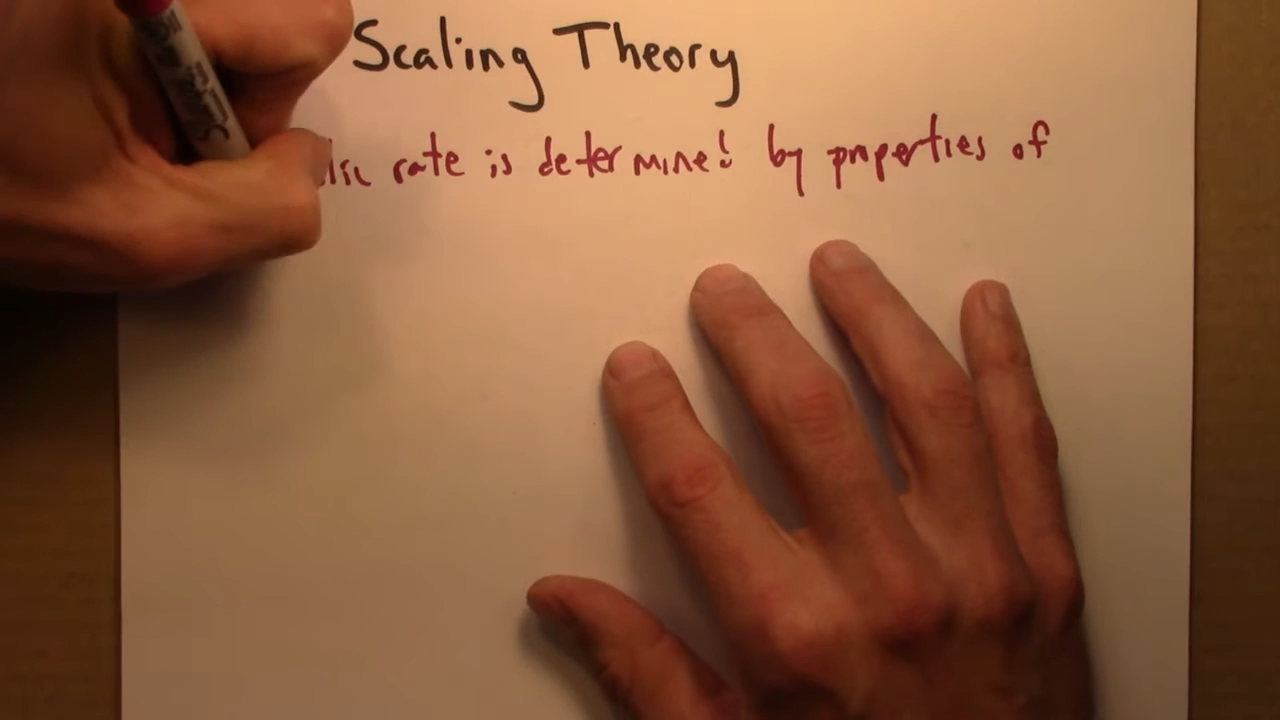 Scaling Theory
rate is determined by properties of